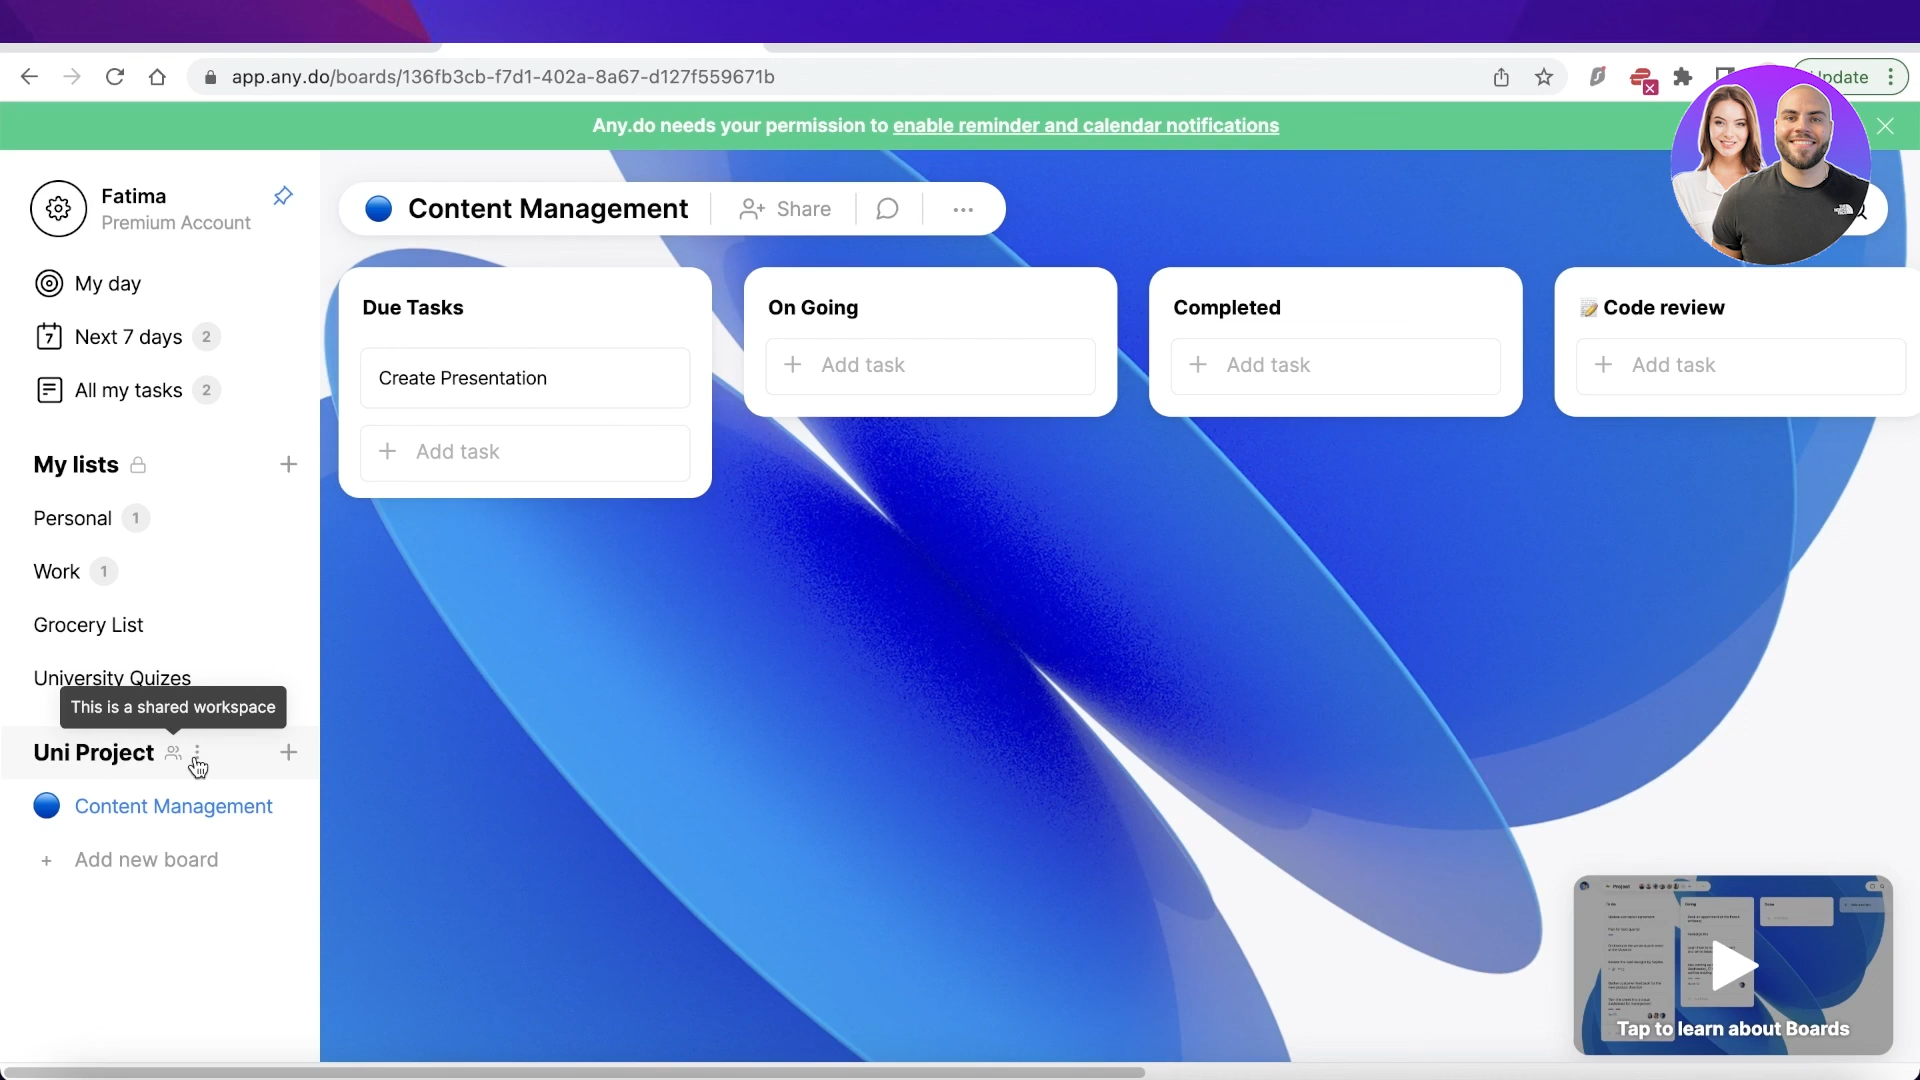 app.any.do/boards/136fb3cb-f7d1-402a-8a67-d127f559671b
Update
Any.do needs your permission to enable reminder and calendar notifications
Fatima
Premium Account
My day
7
Next 7 days 2
All my tasks 2
My lists
Personal 1
Work 1
Grocery List
University Quizes
This is a shared workspace
Uni Project
Content Management
Add new board
Content Management
Share
Due Tasks
Create Presentation
Add task
On Going
Add task
Completed
Add task
Code review
Add task
Project
Tap to learn about Boards